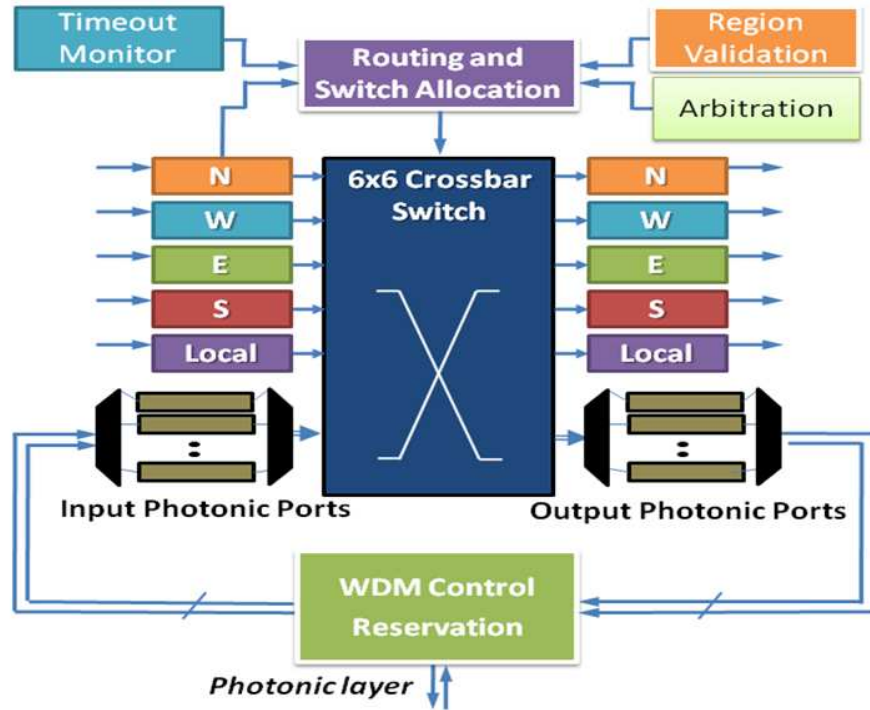 Timeout
Monitor
Routing and
Switch Allocation
Region
Validation
Arbitration
N
W
E
S
Local
6x6 Crossbar
Switch
N
W
E
S
Local
Input Photonic Ports
Output Photonic Ports
WDM Control
Reservation
Photonic layer